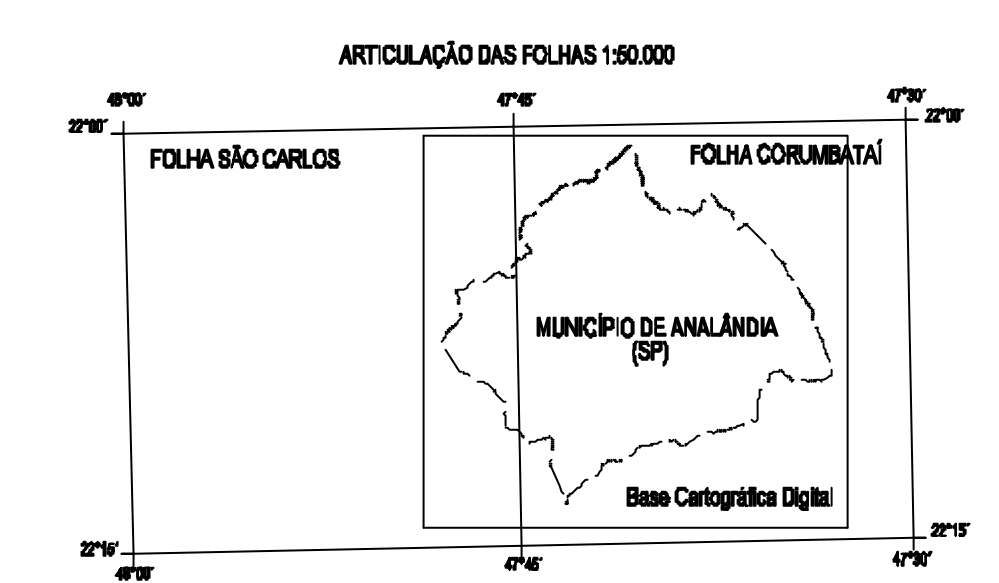 ARTICULAÇÃO DAS FOLHAS 1:50.000
48°00' 47°45' 47°30'
22°00' 22°00'
FOLHA SÃO CARLOS FOLHA CORUMBATAÍ
MUNICÍPIO DE ANALÂNDIA
(SP)
Base Cartográfica Digital
22°15' 22°15'
48°00' 47°45' 47°30'